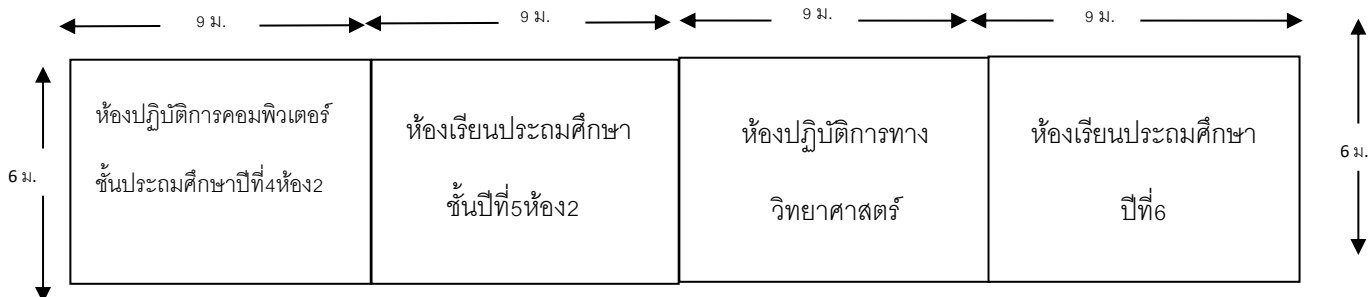 9 ม.
9 ม.
9 ม.
9 ม.
6 ม.
ห้องปฏิบัติการคอมพิวเตอร์
ชั้นประถมศึกษาปีที่4ห้อง2
ห้องเรียนประถมศึกษา
ชั้นปีที่5ห้อง2
ห้องปฏิบัติการทาง
วิทยาศาสตร์
ห้องเรียนประถมศึกษา
ปีที่6
6 ม.